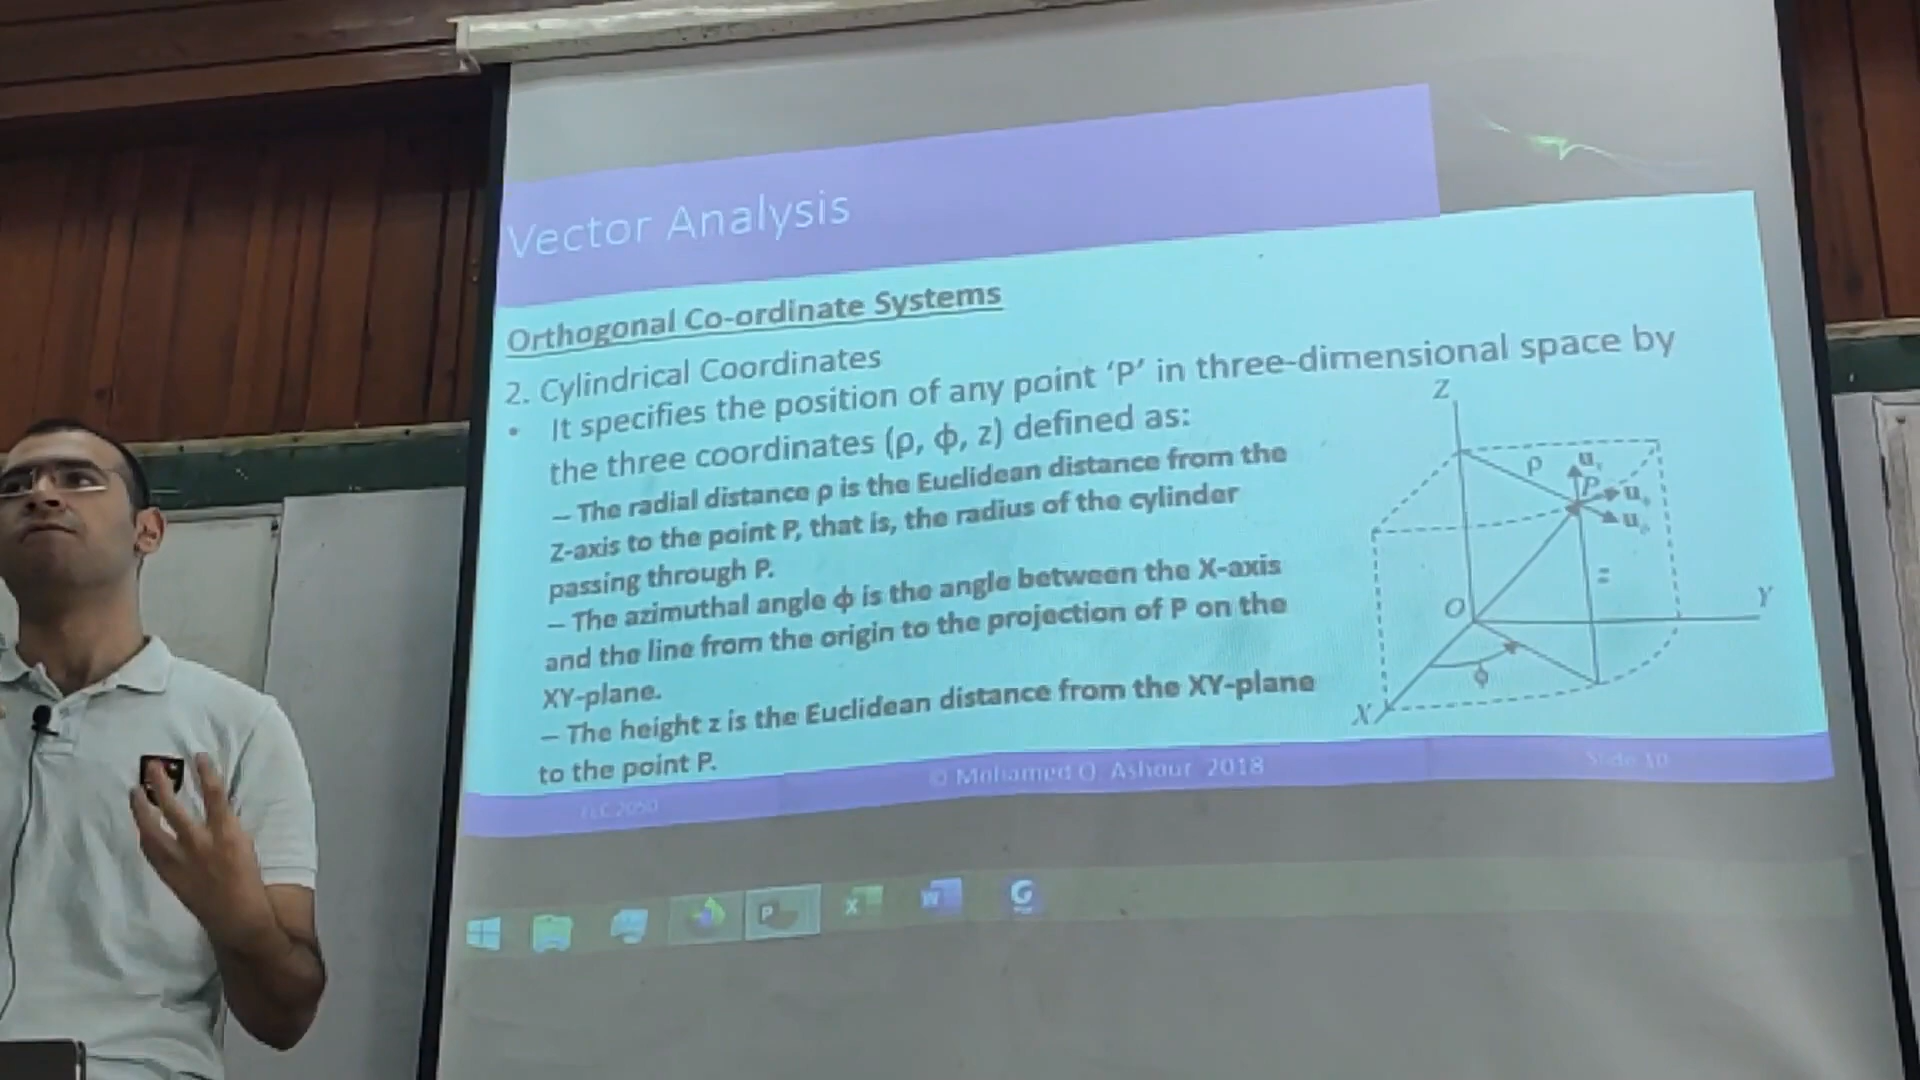 Vector Analysis
Orthogonal Co-ordinate Systems
2. Cylindrical Coordinates
• It specifies the position of any point ‘P’ in three-dimensional space by
the three coordinates (ρ, ϕ, z) defined as:
– The radial distance ρ is the Euclidean distance from the
Z-axis to the point P, that is, the radius of the cylinder
passing through P.
– The azimuthal angle ϕ is the angle between the X-axis
and the line from the origin to the projection of P on the
XY-plane.
– The height z is the Euclidean distance from the XY-plane
to the point P.
Z
ρ
u
P
u
u
z
O
Y
ϕ
X
© Mohamed O. Ashour 2018
Slide 10
P
X
W
G